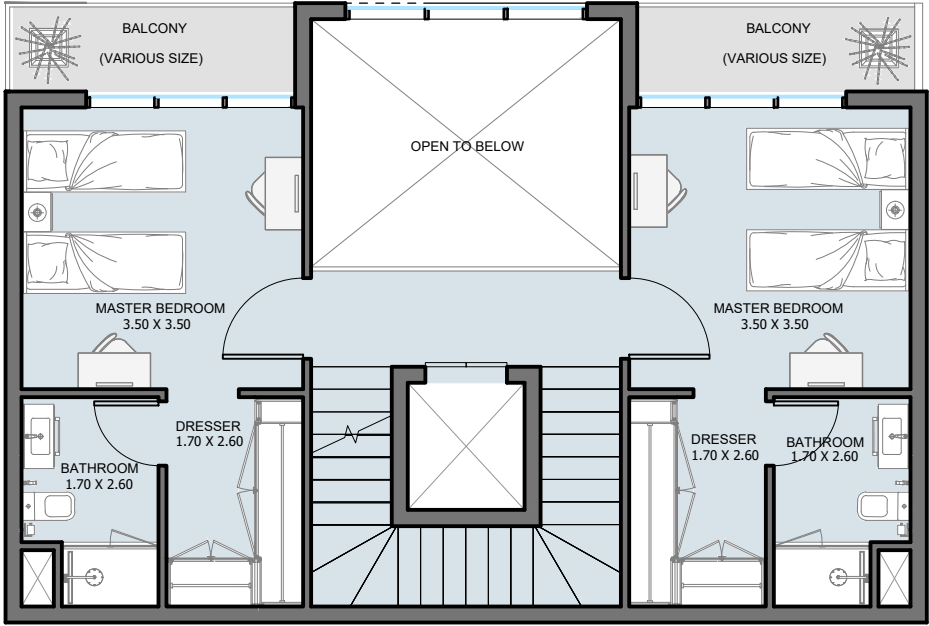 BALCONY
(VARIOUS SIZE)
BALCONY
(VARIOUS SIZE)
OPEN TO BELOW
MASTER BEDROOM
3.50 X 3.50
MASTER BEDROOM
3.50 X 3.50
DRESSER
1.70 X 2.60
BATHROOM
1.70 X 2.60
DRESSER
1.70 X 2.60
BATHROOM
1.70 X 2.60